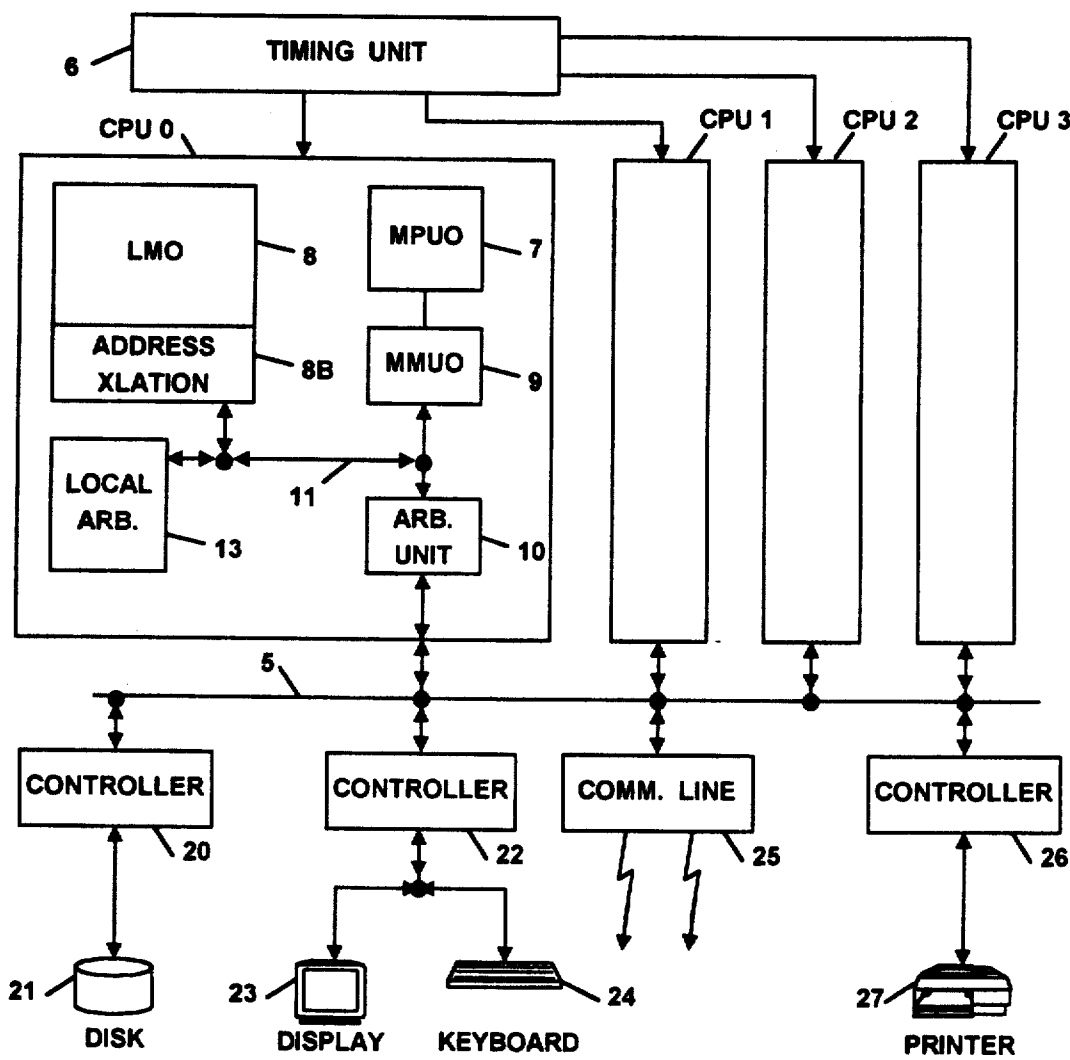 TIMING UNIT
6
CPU 0
CPU 1
CPU 2
CPU 3
LMO
8
MPUO
7
ADDRESS
XLATION
8B
MMUO
9
11
LOCAL
ARB.
13
ARB.
UNIT
10
5
CONTROLLER
20
CONTROLLER
22
COMM. LINE
25
CONTROLLER
26
21
DISK
23
DISPLAY
24
KEYBOARD
27
PRINTER